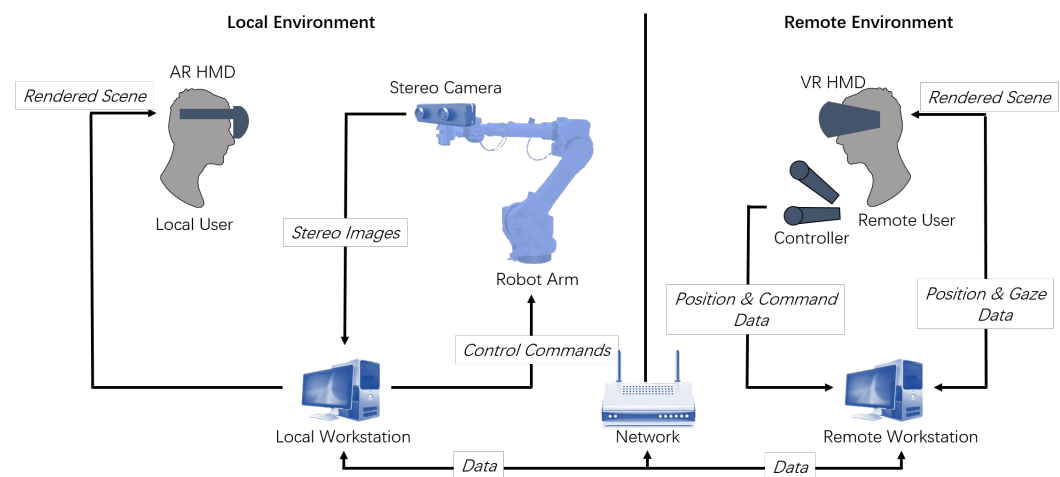 Local Environment
Remote Environment
AR HMD
Rendered Scene
Stereo Camera
VR HMD
Rendered Scene
Local User
Stereo Images
Remote User
Controller
Robot Arm
Position & Command
Data
Position & Gaze
Data
Control Commands
Local Workstation
Network
Remote Workstation
Data
Data